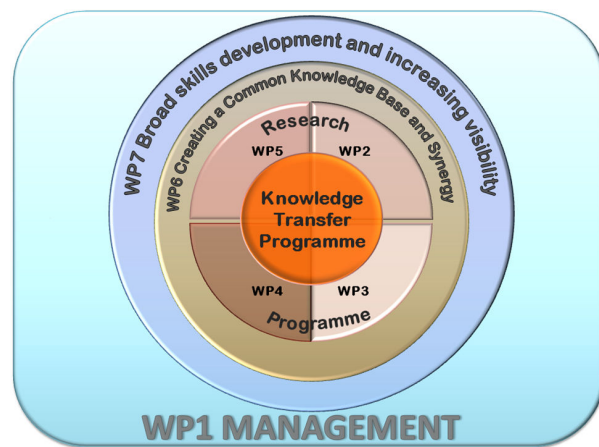 WP7 Broad skills development and increasing visibility
WP6 Creating a Common Knowledge Base and Synergy
Research
WP5
WP2
Knowledge
Transfer
Programme
WP4
WP3
Programme
WP1 MANAGEMENT